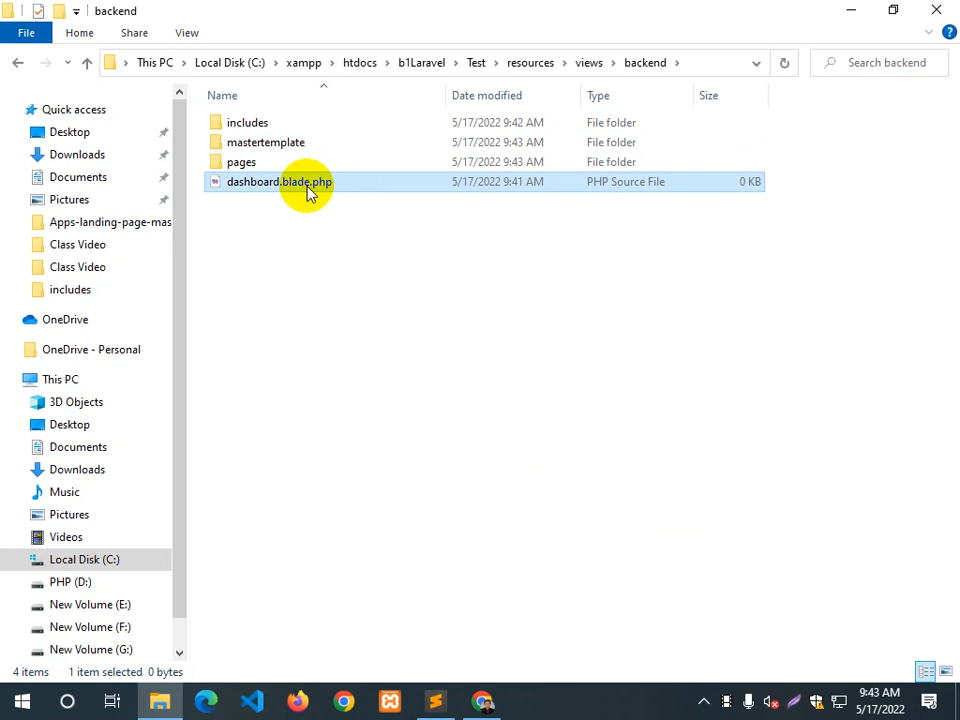 backend
File Home Share View
This PC Local Disk (C:) xampp htdocs b1Laravel Test resources views backend Search backend
Name Date modified Type Size
Quick access
Desktop
Downloads
Documents
Pictures
Apps-landing-page-mas
Class Video
Class Video
includes
OneDrive
OneDrive - Personal
This PC
3D Objects
Desktop
Documents
Downloads
Music
Pictures
Videos
Local Disk (C:)
PHP (D:)
New Volume (E:)
New Volume (F:)
New Volume (G:)
includes 5/17/2022 9:42 AM File folder
mastertemplate 5/17/2022 9:43 AM File folder
pages 5/17/2022 9:43 AM File folder
dashboard.blade.php 5/17/2022 9:41 AM PHP Source File 0 KB
4 items 1 item selected 0 bytes
9:43 AM
5/17/2022